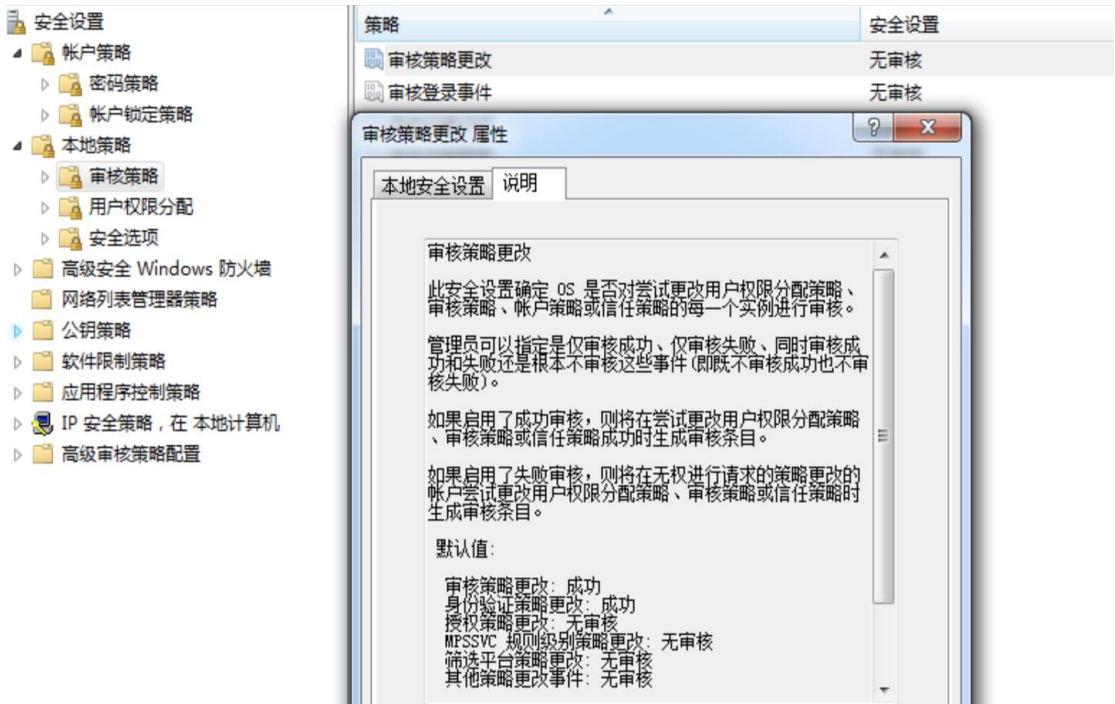 安全设置
帐户策略
密码策略
帐户锁定策略
本地策略
审核策略
用户权限分配
安全选项
高级安全 Windows 防火墙
网络列表管理器策略
公钥策略
软件限制策略
应用程序控制策略
IP 安全策略，在 本地计算机
高级审核策略配置
策略 安全设置
审核策略更改 无审核
审核登录事件 无审核
审核策略更改 属性
本地安全设置 说明
审核策略更改
此安全设置确定 OS 是否对尝试更改用户权限分配策略、
审核策略、帐户策略或信任策略的每一个实例进行审核。
管理员可以指定是仅审核成功、仅审核失败、同时审核成
功和失败还是根本不审核这些事件(即既不审核成功也不审
核失败)。
如果启用了成功审核，则将在尝试更改用户权限分配策略
、审核策略或信任策略成功时生成审核条目。
如果启用了失败审核，则将在无权进行请求的策略更改的
帐户尝试更改用户权限分配策略、审核策略或信任策略时
生成审核条目。
默认值:
审核策略更改: 成功
身份验证策略更改: 成功
授权策略更改: 无审核
MPSSVC 规则级别策略更改: 无审核
筛选平台策略更改: 无审核
其他策略更改事件: 无审核